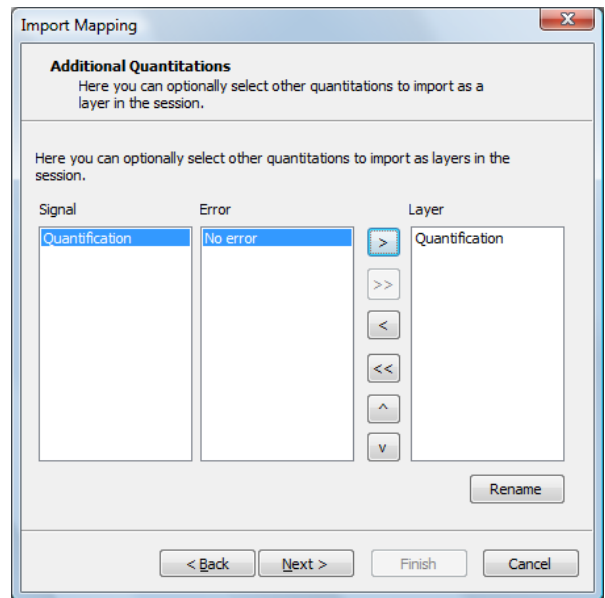 Import Mapping
X
Additional Quantitations
Here you can optionally select other quantitations to import as a
layer in the session.
Here you can optionally select other quantitations to import as layers in the
session.
Signal Error Layer
Quantification No error > Quantification
>>
<
<<
^
v
Rename
< Back Next > Finish Cancel